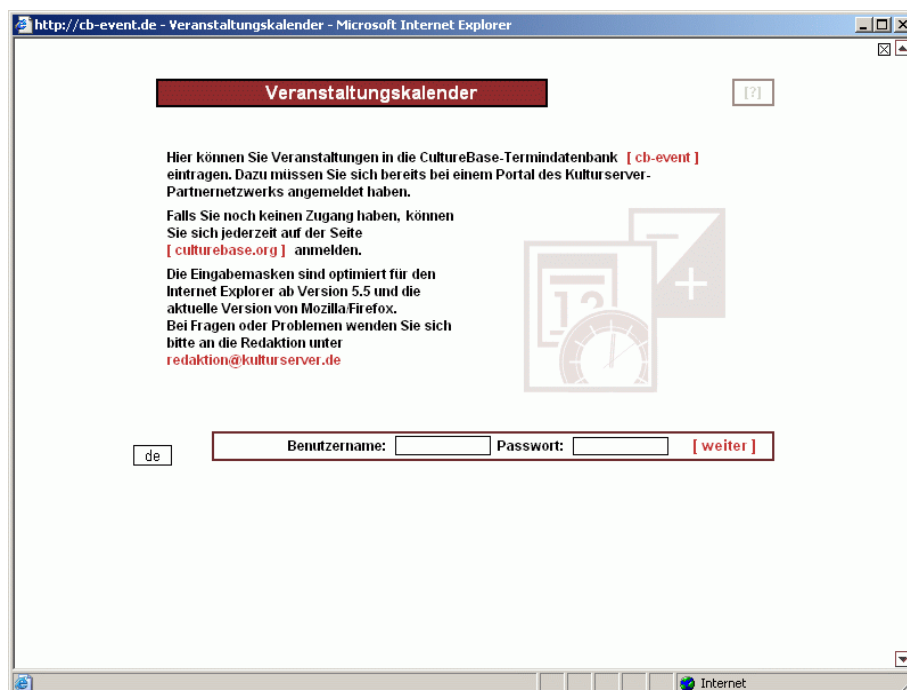 http://cb-event.de - Veranstaltungskalender - Microsoft Internet Explorer
Veranstaltungskalender
[?]
Hier können Sie Veranstaltungen in die CultureBase-Termindatenbank [ cb-event ]
eintragen. Dazu müssen Sie sich bereits bei einem Portal des Kulturserver-
Partnernetzwerks angemeldet haben.
Falls Sie noch keinen Zugang haben, können
Sie sich jederzeit auf der Seite
[ culturebase.org ] anmelden.
Die Eingabemasken sind optimiert für den
Internet Explorer ab Version 5.5 und die
aktuelle Version von Mozilla/Firefox.
Bei Fragen oder Problemen wenden Sie sich
bitte an die Redaktion unter
redaktion@kulturserver.de
12
de
Benutzername: Passwort: [ weiter ]
Internet